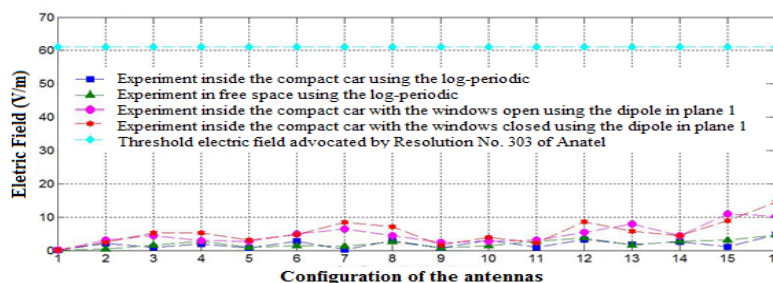 70
60
50
40
30
20
10
0
Eletric Field (V/m)
Experiment inside the compact car using the log-periodic
Experiment in free space using the log-periodic
Experiment inside the compact car with the windows open using the dipole in plane 1
Experiment inside the compact car with the windows closed using the dipole in plane 1
Threshold electric field advocated by Resolution No. 303 of Anatel
1 2 3 4 5 6 7 8 9 10 11 12 13 14 15 1
Configuration of the antennas